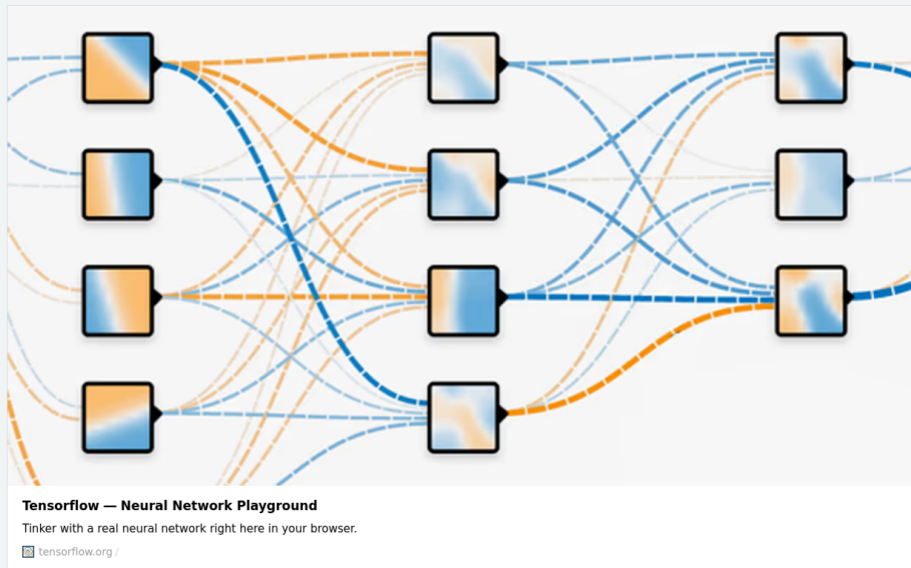 Tensorflow — Neural Network Playground
Tinker with a real neural network right here in your browser.
tensorflow.org /